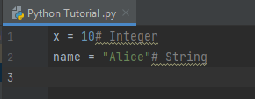 Python Tutorial .py
1 x = 10# Integer
2 name = "Alice"# String
3